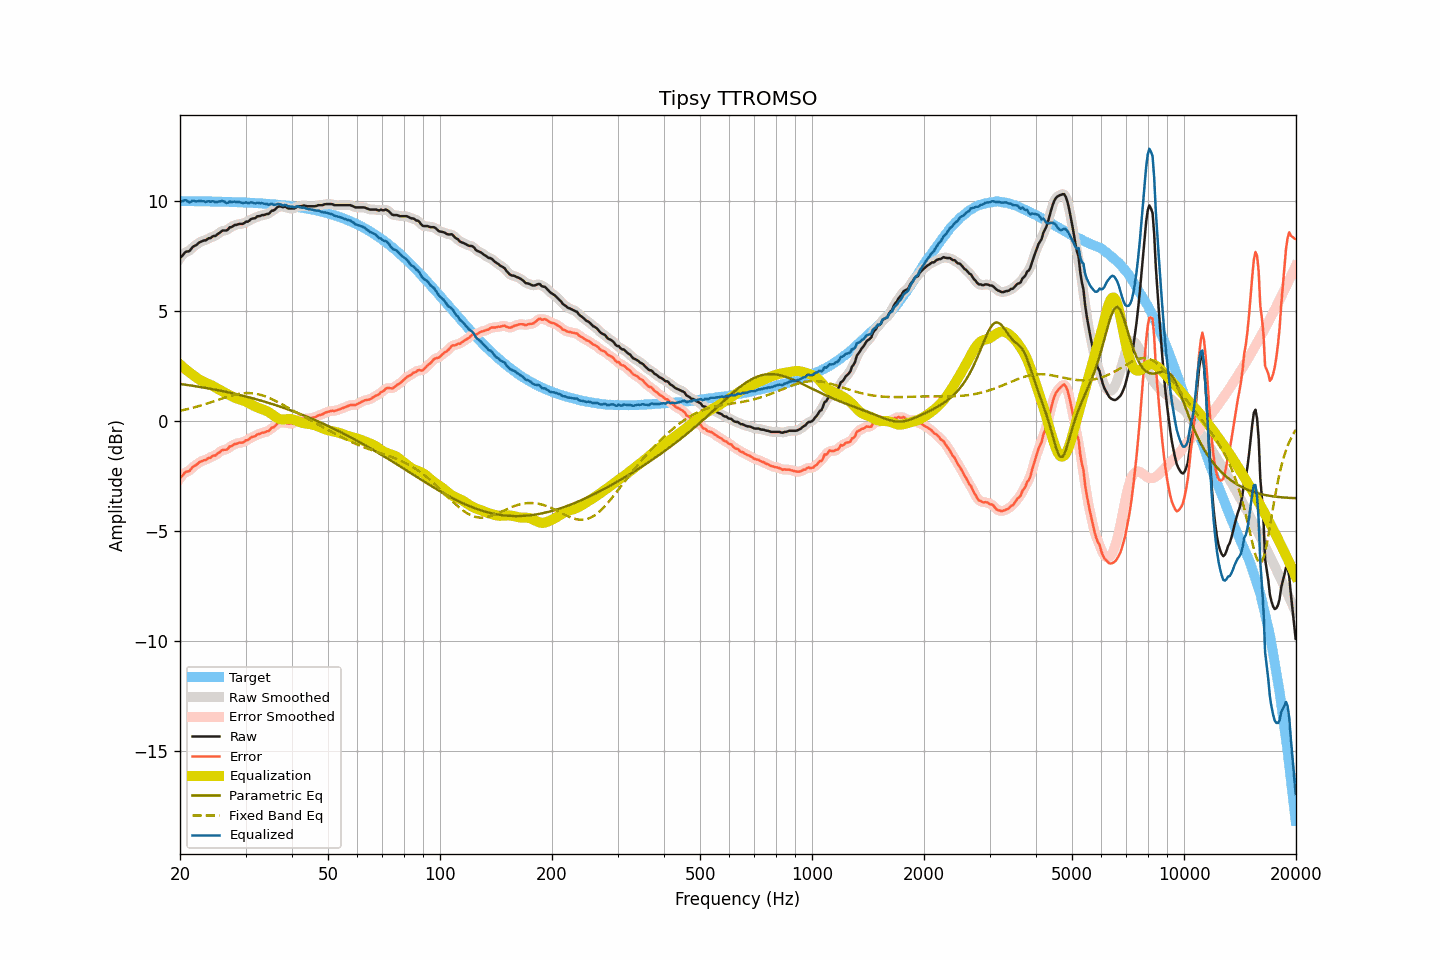 Tipsy TTROMSO
Amplitude (dBr)
10
5
0
−5
−10
−15
Target
Raw Smoothed
Error Smoothed
Raw
Error
Equalization
Parametric Eq
Fixed Band Eq
Equalized
20 50 100 200 500 1000 2000 5000 10000 20000
Frequency (Hz)